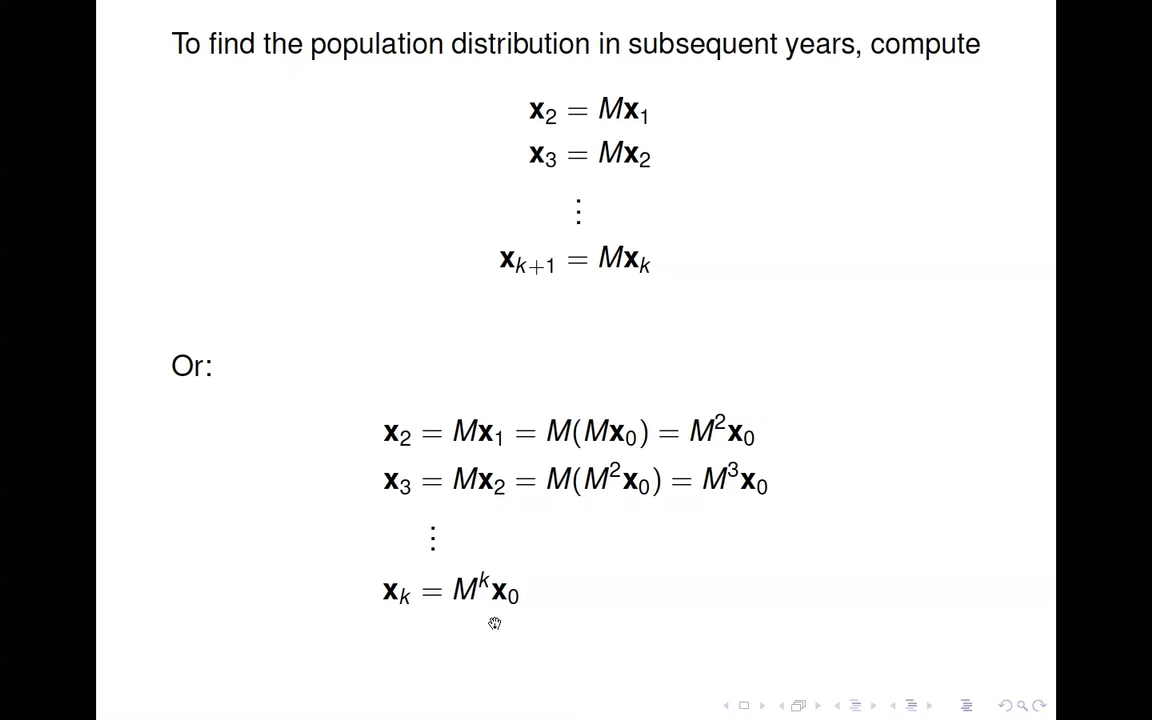 To find the population distribution in subsequent years, compute
x₂ = Mx₁
x₃ = Mx₂
⋮
xₖ₊₁ = Mxₖ
Or:
x₂ = Mx₁ = M(Mx₀) = M²x₀
x₃ = Mx₂ = M(M²x₀) = M³x₀
⋮
xₖ = Mᵏx₀